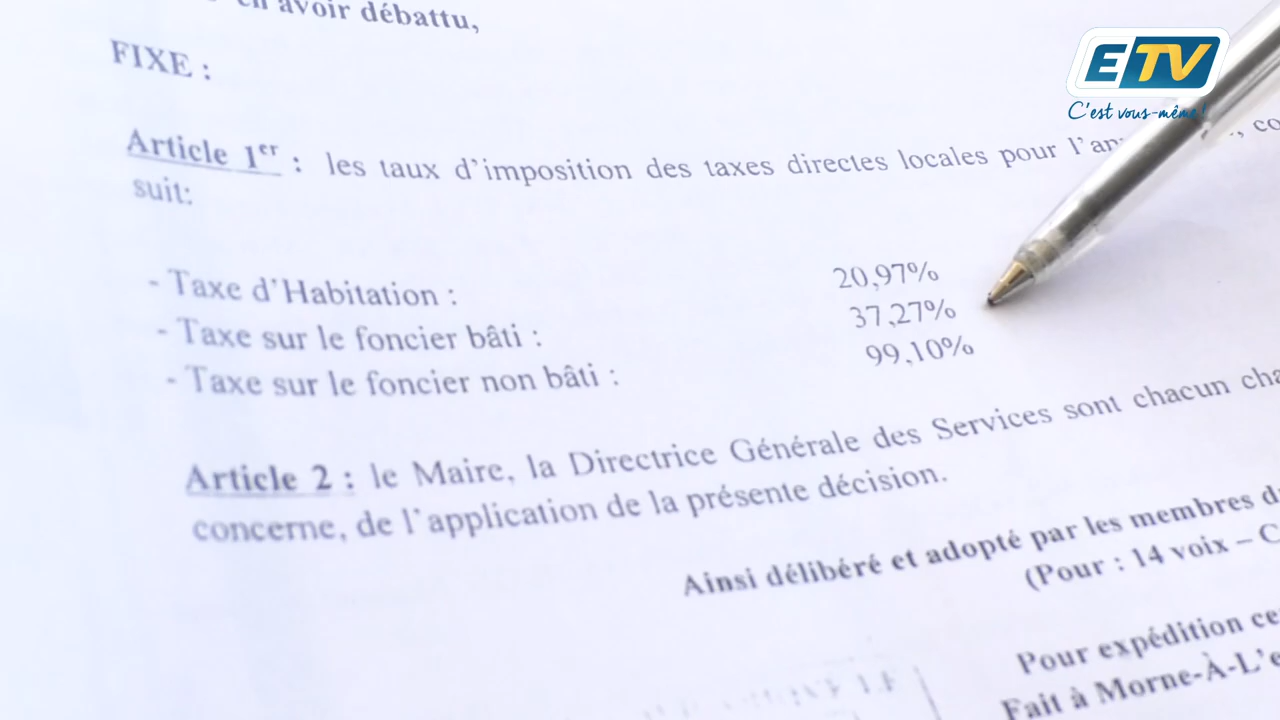 en avoir débattu,
FIXE :
ETV
C'est vous-même !
Article 1er : les taux d'imposition des taxes directes locales pour l'an
suit:
- Taxe d'Habitation : 20,97%
- Taxe sur le foncier bâti : 37,27%
- Taxe sur le foncier non bâti : 99,10%
Article 2 : le Maire, la Directrice Générale des Services sont chacun cha
concerne, de l'application de la présente décision.
Ainsi délibéré et adopté par les membres d
(Pour : 14 voix – C
Pour expédition ce
Fait à Morne-À-L'e